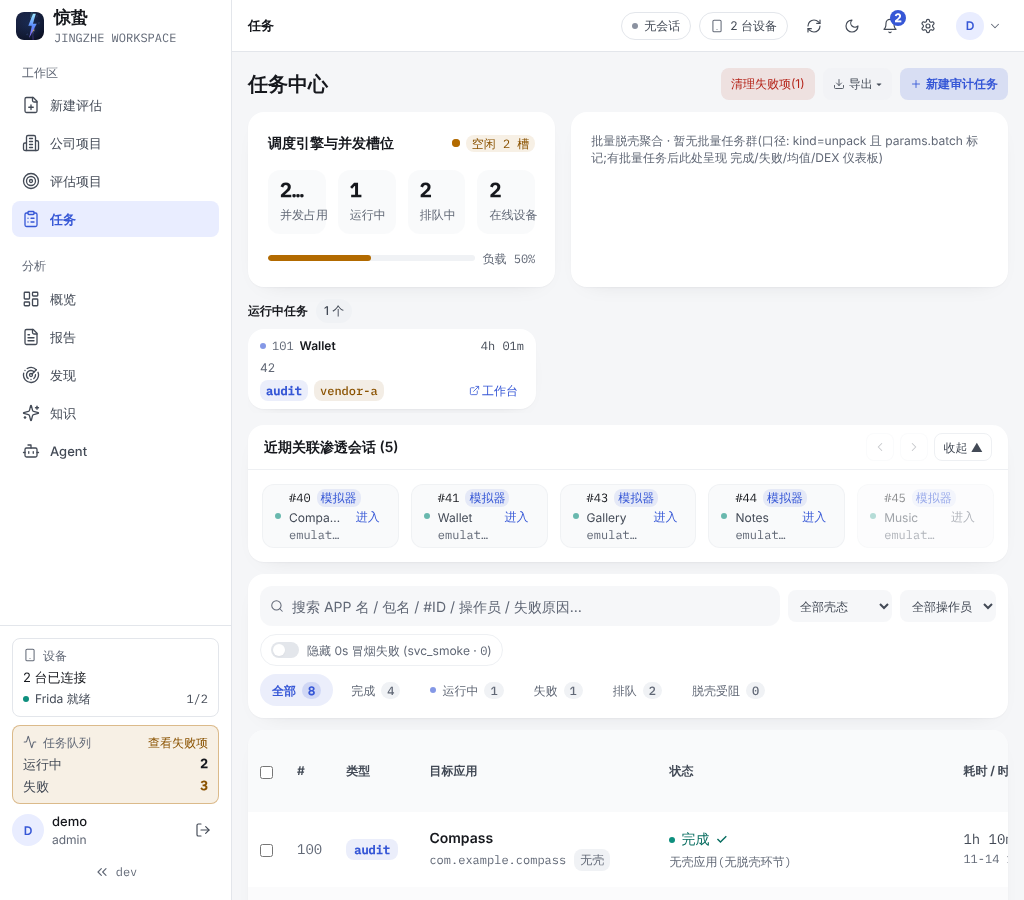 惊蛰
JINGZHE WORKSPACE
工作区
新建评估
公司项目
评估项目
任务
分析
概览
报告
发现
知识
Agent
设备
2 台已连接
Frida 就绪 1/2
任务队列 查看失败项
运行中 2
失败 3
D demo
admin
dev
任务
无会话
2 台设备
2
D
任务中心
清理失败项(1)
导出
新建审计任务
调度引擎与并发槽位
空闲 2 槽
2… 1 2 2
并发占用 运行中 排队中 在线设备
负载 50%
批量脱壳聚合 · 暂无批量任务群(口径: kind=unpack 且 params.batch 标
记;有批量任务后此处呈现 完成/失败/均值/DEX 仪表板)
运行中任务 1 个
101 Wallet 4h 01m
42
audit vendor-a 工作台
近期关联渗透会话 (5)
收起 ▲
#40 模拟器 #41 模拟器 #43 模拟器 #44 模拟器 #45 模拟器
Compa… 进入 Wallet 进入 Gallery 进入 Notes 进入 Music 进入
emulat… emulat… emulat… emulat… emulat…
搜索 APP 名 / 包名 / #ID / 操作员 / 失败原因…
全部壳态
全部操作员
隐藏 0s 冒烟失败 (svc_smoke · 0)
全部 8 完成 4 运行中 1 失败 1 排队 2 脱壳受阻 0
# 类型 目标应用 状态 耗时 / 时
100 audit Compass 完成 ✓ 1h 10m
com.example.compass 无壳 无壳应用(无脱壳环节) 11-14